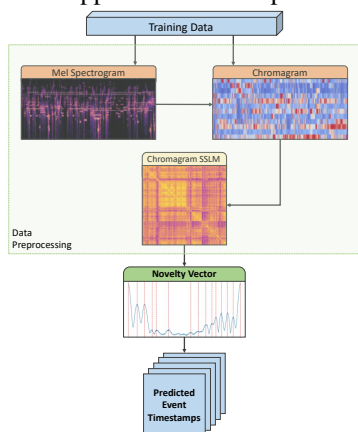 Training Data
Mel Spectrogram
Chromagram
Chromagram SSLM
Data
Preprocessing
Novelty Vector
Predicted
Event
Timestamps